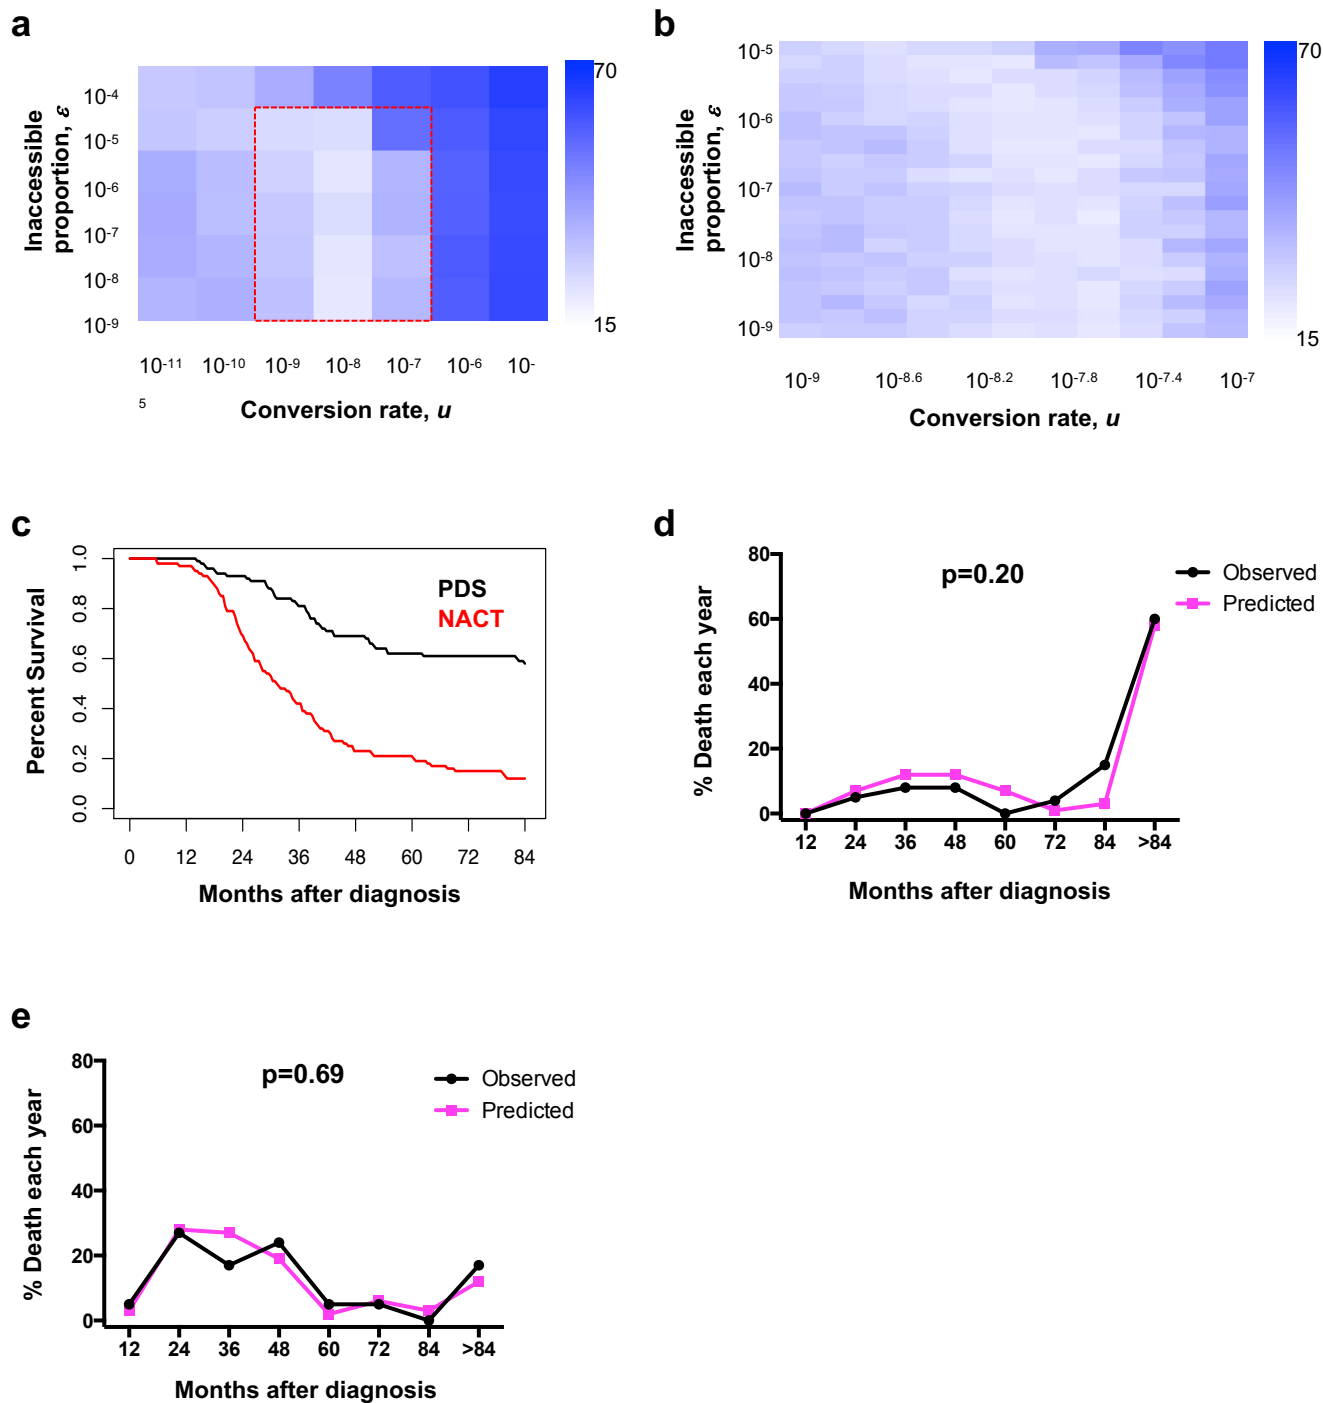 a
Inaccessible
proportion, ε
10-4
10-5
10-6
10-7
10-8
10-9
70
15
10-11 10-10 10-9 10-8 10-7 10-6 10-
5
Conversion rate, u
b
Inaccessible
proportion, ε
10-5
10-6
10-7
10-8
10-9
70
15
10-9 10-8.6 10-8.2 10-7.8 10-7.4 10-7
Conversion rate, u
c
Percent Survival
1.0
0.8
0.6
0.4
0.2
0.0
PDS
NACT
0 12 24 36 48 60 72 84
Months after diagnosis
d
% Death each year
80
60
40
20
0
p=0.20
Observed
Predicted
12 24 36 48 60 72 84 >84
Months after diagnosis
e
% Death each year
80
60
40
20
0
p=0.69
Observed
Predicted
12 24 36 48 60 72 84 >84
Months after diagnosis